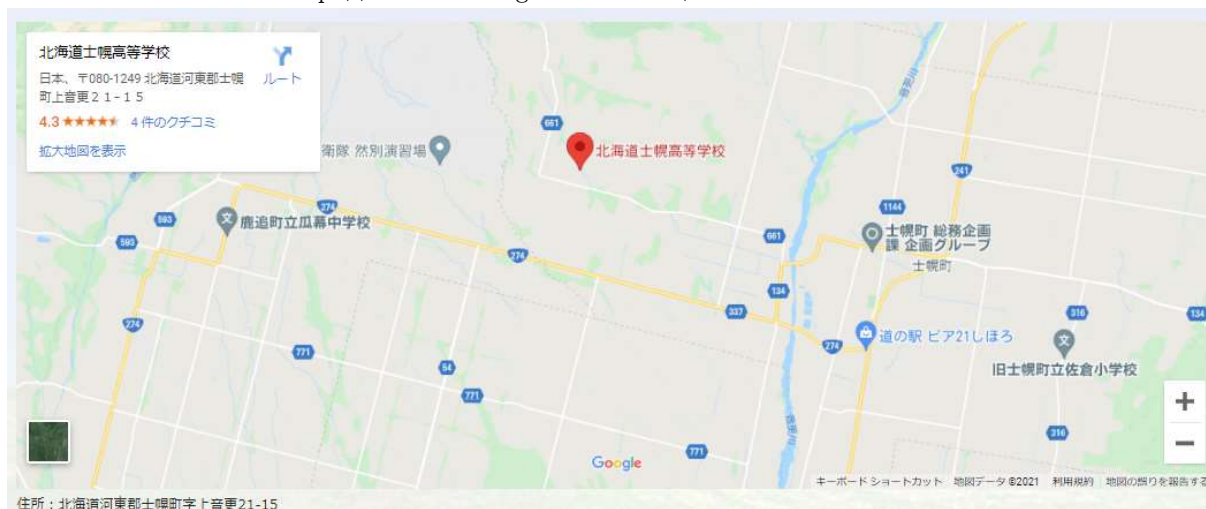 北海道士幌高等学校
ルート
日本、〒080-1249 北海道河東郡士幌
町上音更２１−１５
4.3 ★★★★★ 4 件のクチコミ
拡大地図を表示
661
衛隊 然別演習場
北海道士幌高等学校
音更川
241
593
274
鹿追町立瓜幕中学校
1144
593
274
661
士幌町 総務企画
課 企画グループ
士幌町
134
337
316
134
274
274
道の駅 ピア21しほろ
771
54
旧士幌町立佐倉小学校
771
音更川
316
771
+
−
Google
キーボード ショートカット 地図データ ©2021 利用規約 地図の誤りを報告する
住所：北海道河東郡士幌町字上音更21-15